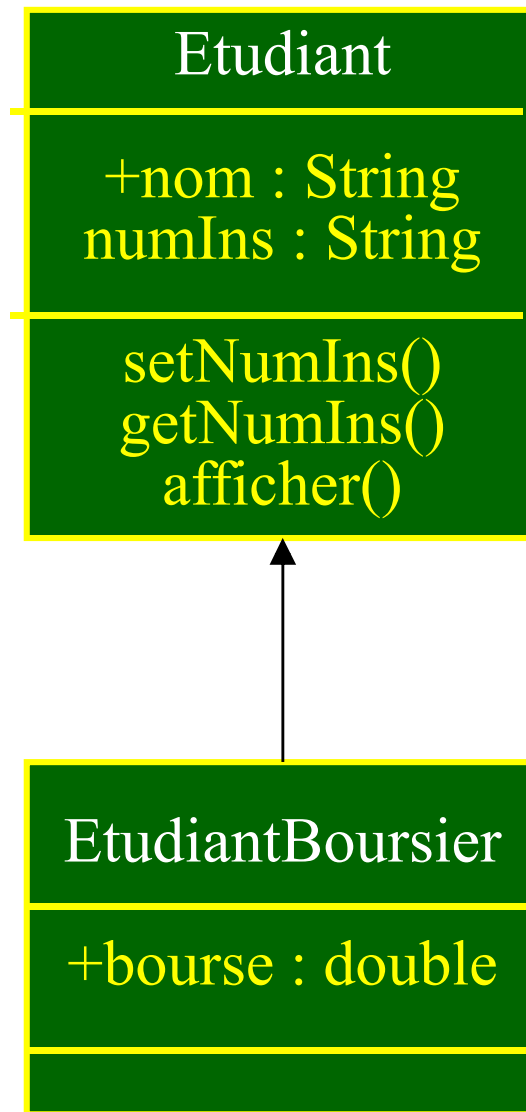 Etudiant
+nom : String
numIns : String
setNumIns()
getNumIns()
afficher()
EtudiantBoursier
+bourse : double